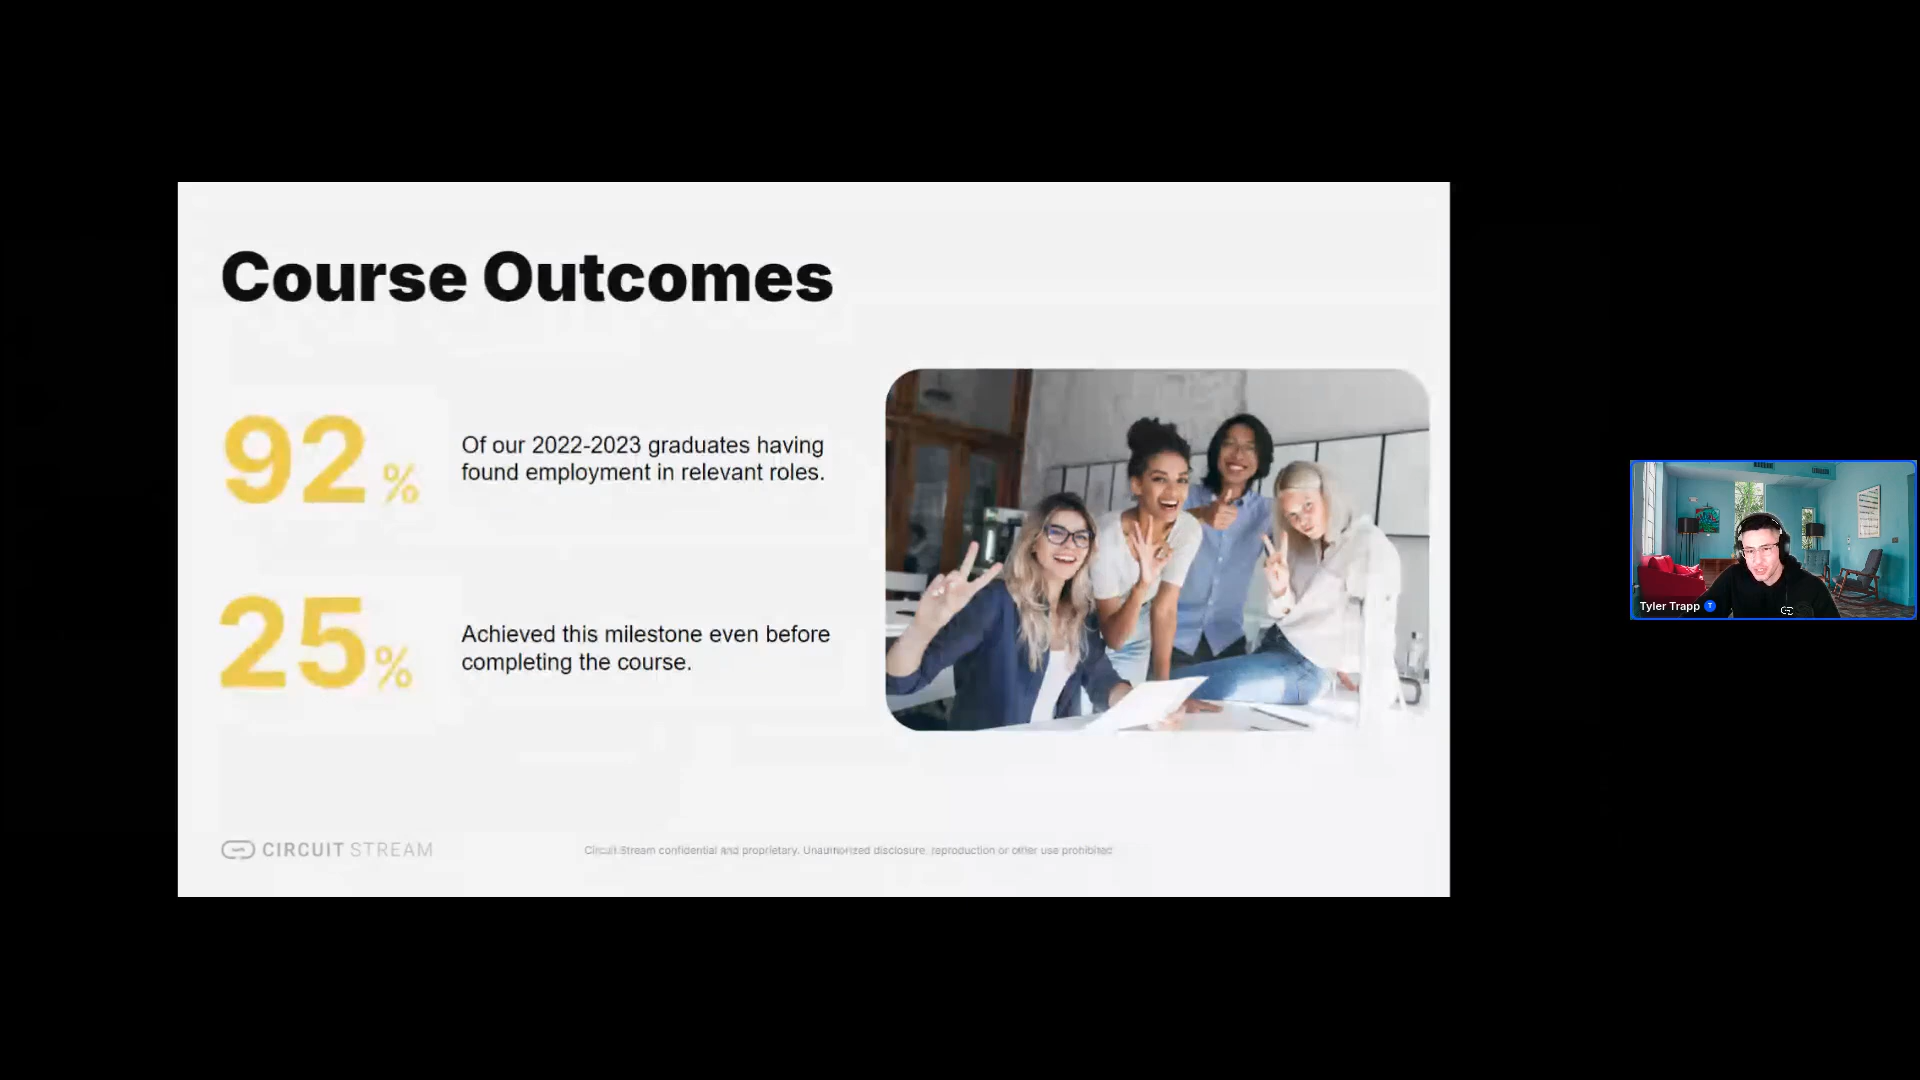 Course Outcomes
92 %
Of our 2022-2023 graduates having
found employment in relevant roles.
25%
Achieved this milestone even before
completing the course.
CIRCUIT STREAM
Circuit Stream confidential and proprietary. Unauthorized disclosure, reproduction or other use prohibited
Tyler Trapp T